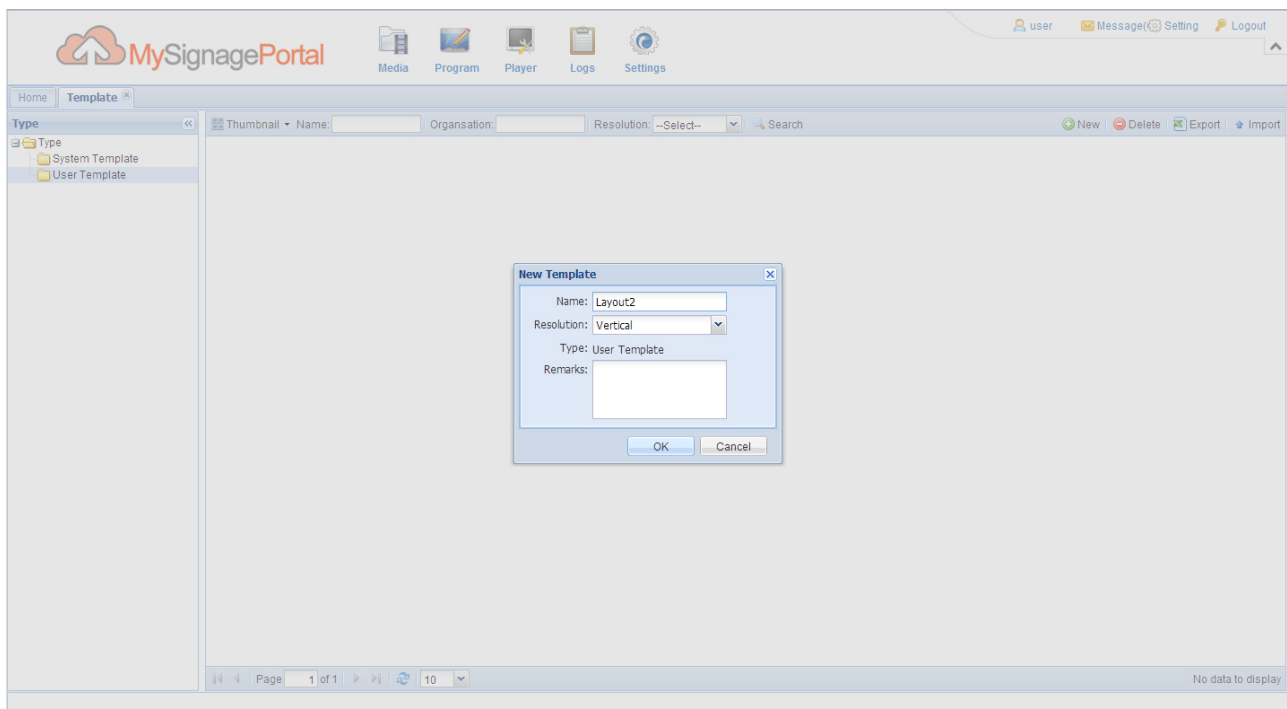 user Message( Setting Logout
MySignagePortal
Media Program Player Logs Settings
Home Template
Type Thumbnail Name: Organsation: Resolution: --Select-- Search New Delete Export Import
Type
System Template
User Template
New Template
Name: Layout2
Resolution: Vertical
Type: User Template
Remarks:
OK Cancel
Page 1 of 1 10 No data to display